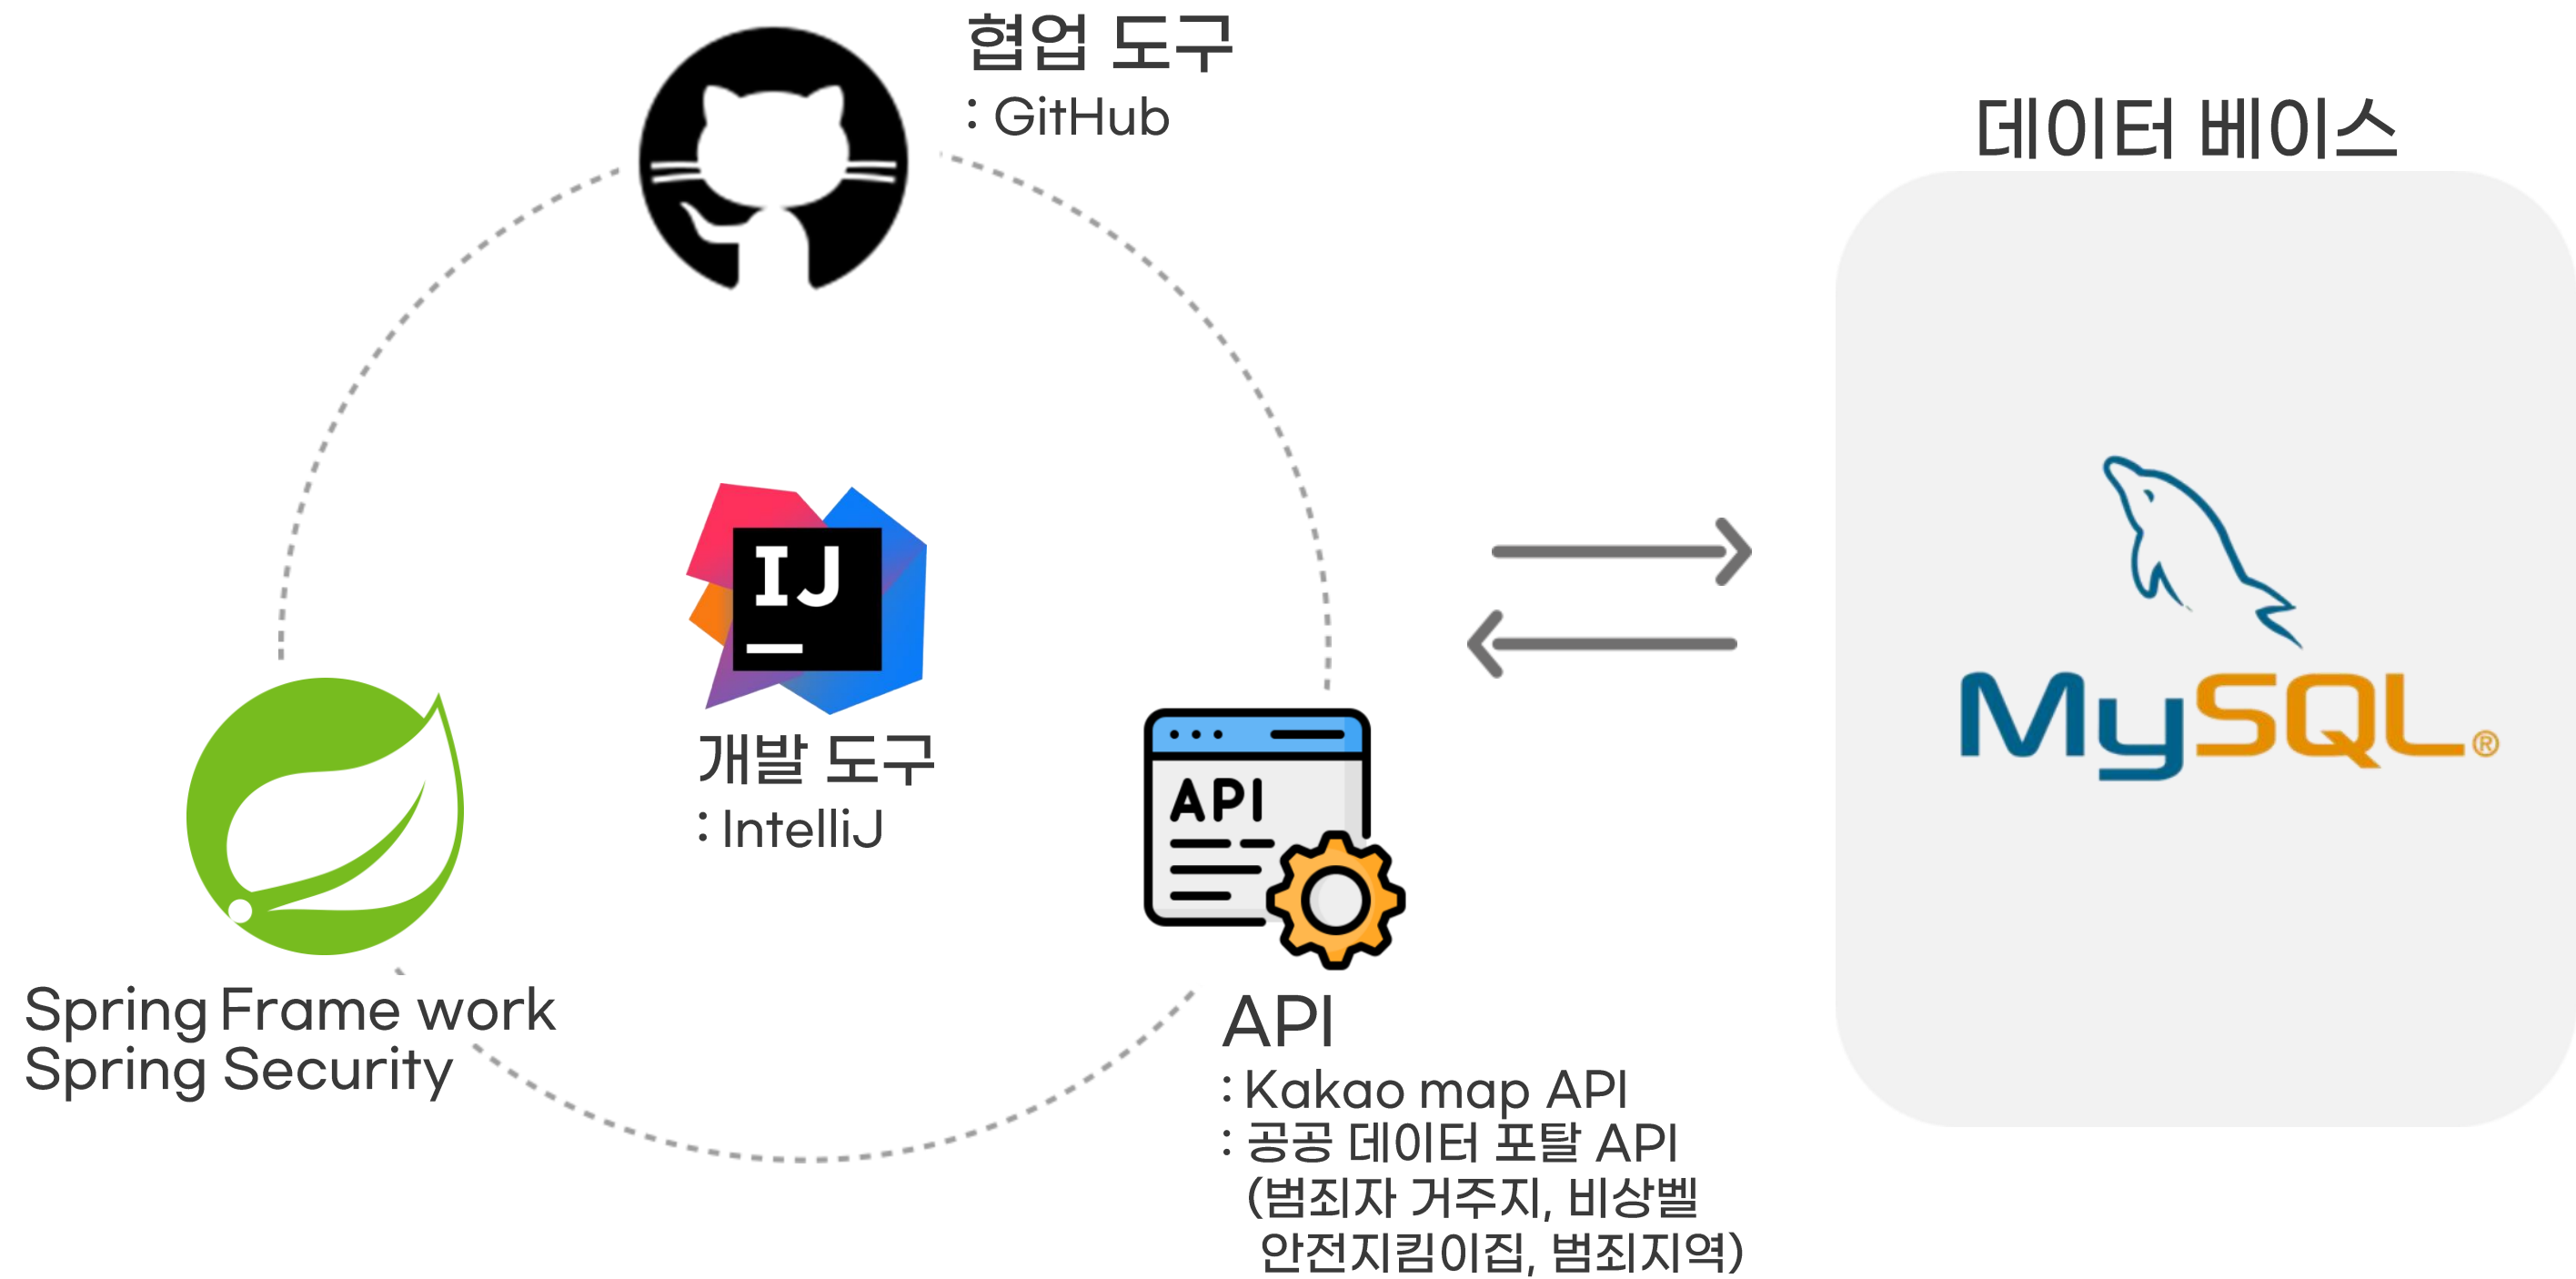 협업 도구
: GitHub
데이터 베이스
IJ
개발 도구
: IntelliJ
API
MySQL®
Spring Frame work
Spring Security
API
: Kakao map API
: 공공 데이터 포탈 API
(범죄자 거주지, 비상벨
안전지킴이집, 범죄지역)